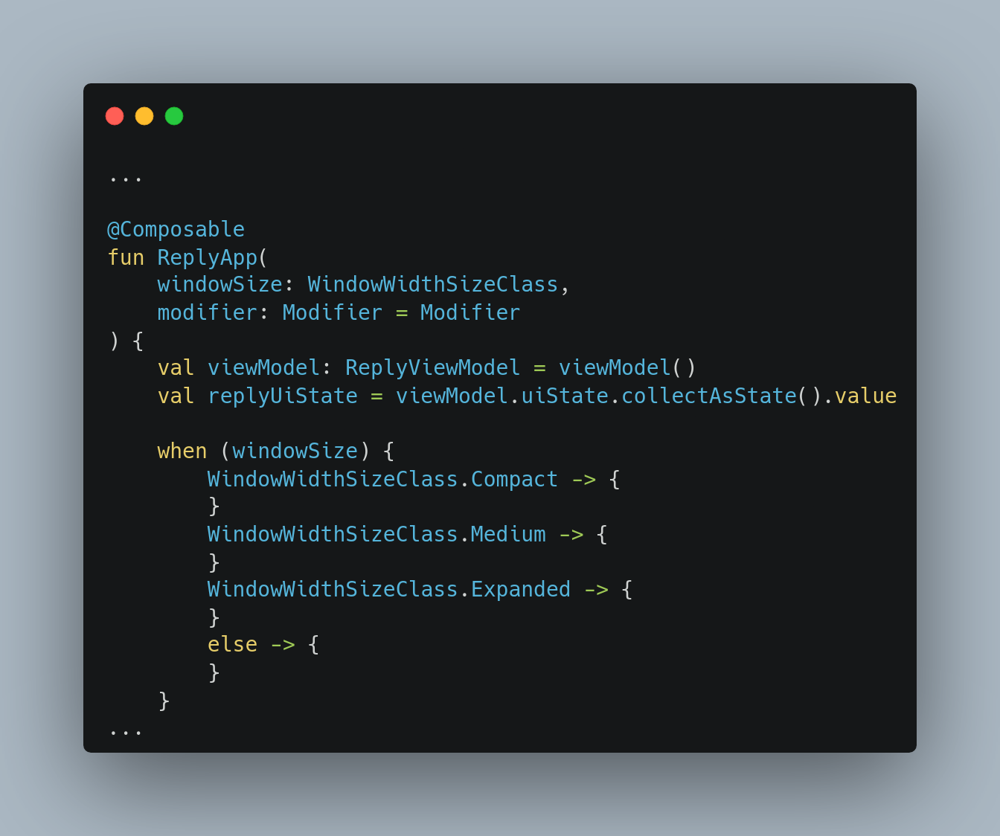 ...

@Composable
fun ReplyApp(
    windowSize: WindowWidthSizeClass,
    modifier: Modifier = Modifier
) {
    val viewModel: ReplyViewModel = viewModel()
    val replyUiState = viewModel.uiState.collectAsState().value

    when (windowSize) {
        WindowWidthSizeClass.Compact -> {
        }
        WindowWidthSizeClass.Medium -> {
        }
        WindowWidthSizeClass.Expanded -> {
        }
        else -> {
        }
    }
...